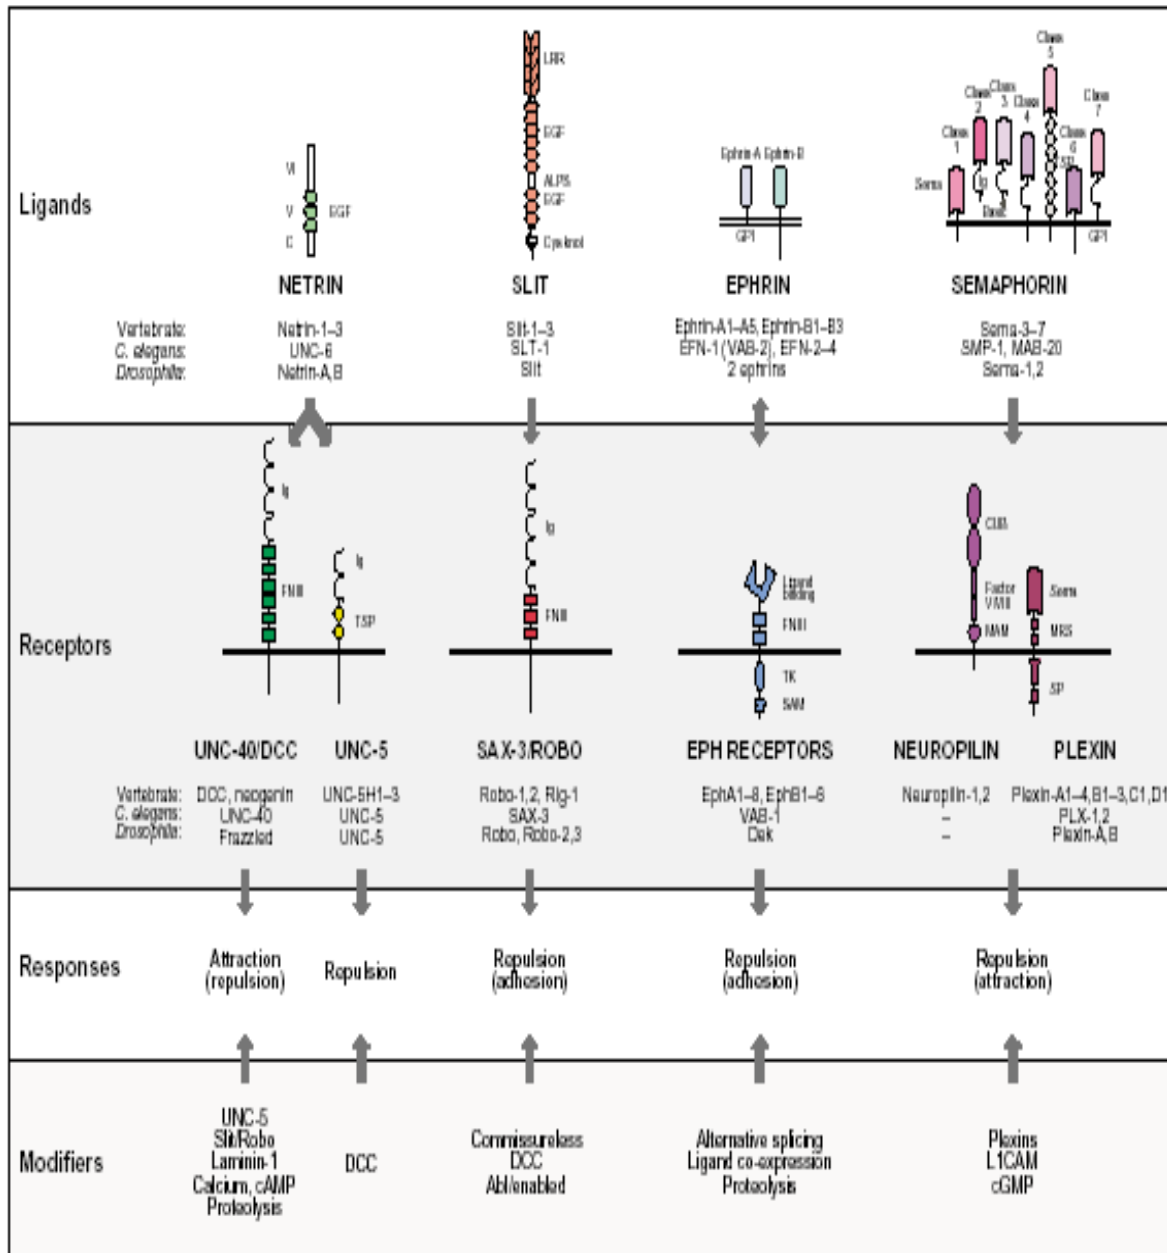 Ligands
VI
V
C
EGF
NETRIN
LRR
EGF
ALPS
EGF
Cys knot
SLIT
Ephrin-A Ephrin-B
GPI
EPHRIN
Class 1
Class 2
Class 3
Class 4
Class 5
Class 6
Class 7
Sema
Ig
Basic
TSP
GPI
SEMAPHORIN
Vertebrate: Netrin-1–3 Slit-1–3 Ephrin-A1–A5, Ephrin-B1–B3 Sema-3–7
C. elegans: UNC-6 SLT-1 EFN-1 (VAB-2), EFN-2–4 SMP-1, MAB-20
Drosophila: Netrin-A,B Slit 2 ephrins Sema-1,2
Receptors
Ig
FNIII
Ig
TSP
Ig
FNIII
Ligand
binding
FNIII
TK
SAM
CUB
Factor
V/VIII
MAM
Sema
MRS
SP
UNC-40/DCC UNC-5 SAX-3/ROBO EPH RECEPTORS NEUROPILIN PLEXIN
Vertebrate: DCC, neogenin UNC-5H1–3 Robo-1,2, Rig-1 EphA1–8, EphB1–6 Neuropilin-1,2 Plexin-A1–4,B1–3,C1,D1
C. elegans: UNC-40 UNC-5 SAX-3 VAB-1 – PLX-1,2
Drosophila: Frazzled UNC-5 Robo, Robo-2,3 Dek – Plexin-A,B
Responses
Attraction
(repulsion)
Repulsion
Repulsion
(adhesion)
Repulsion
(adhesion)
Repulsion
(attraction)
Modifiers
UNC-5
Slit/Robo
Laminin-1
Calcium, cAMP
Proteolysis
DCC
Commissureless
DCC
Abl/enabled
Alternative splicing
Ligand co-expression
Proteolysis
Plexins
L1CAM
cGMP